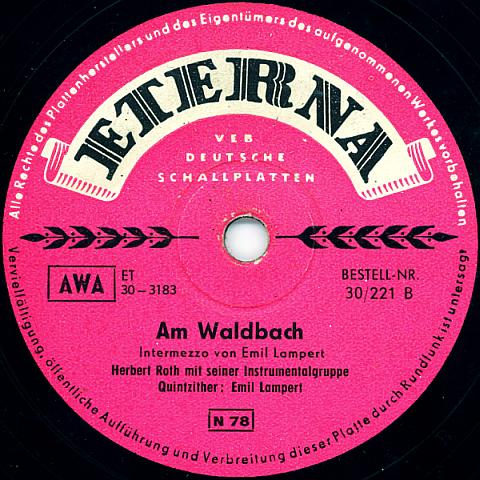 Alle Rechte des Plattenherstellers und des Eigentümers des aufgenommenen Werkes vorbehalten
ETERNA
VEB
DEUTSCHE
SCHALLPLATTEN
AWA
ET
30-3183
BESTELL-NR.
30/221 B
Am Waldbach
Intermezzo von Emil Lampert
Herbert Roth mit seiner Instrumentalgruppe
Quintzither: Emil Lampert
N 78
Vervielfältigung, öffentliche Aufführung und Verbreitung dieser Platte durch Rundfunk ist untersagt